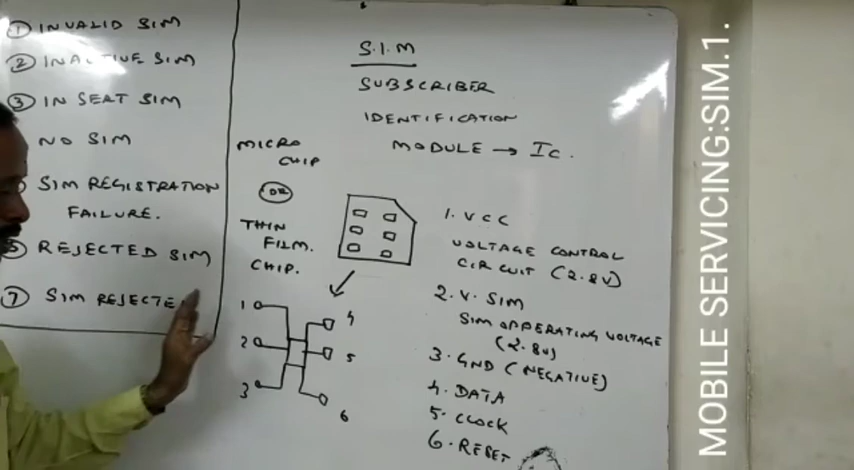 ① INVALID SIM
② INACTIVE SIM
③ INSERT SIM
NO SIM
SIM REGISTRATION
FAILURE.
REJECTED SIM
⑦ SIM REJECTE
S.I.M
SUBSCRIBER
IDENTIFICATION
MODULE → IC.
MICRO
CHIP
OR
THIN
FILM.
CHIP.
1
2
3
4
5
6
1. VCC
VOLTAGE CONTROL
CIRCUIT (2.8V)
2. V. SIM
SIM OPPERATING VOLTAGE
(2.8V)
3. GND (NEGATIVE)
4. DATA
5. CLOCK
6. RESET
MOBILE SERVICING:SIM.1.